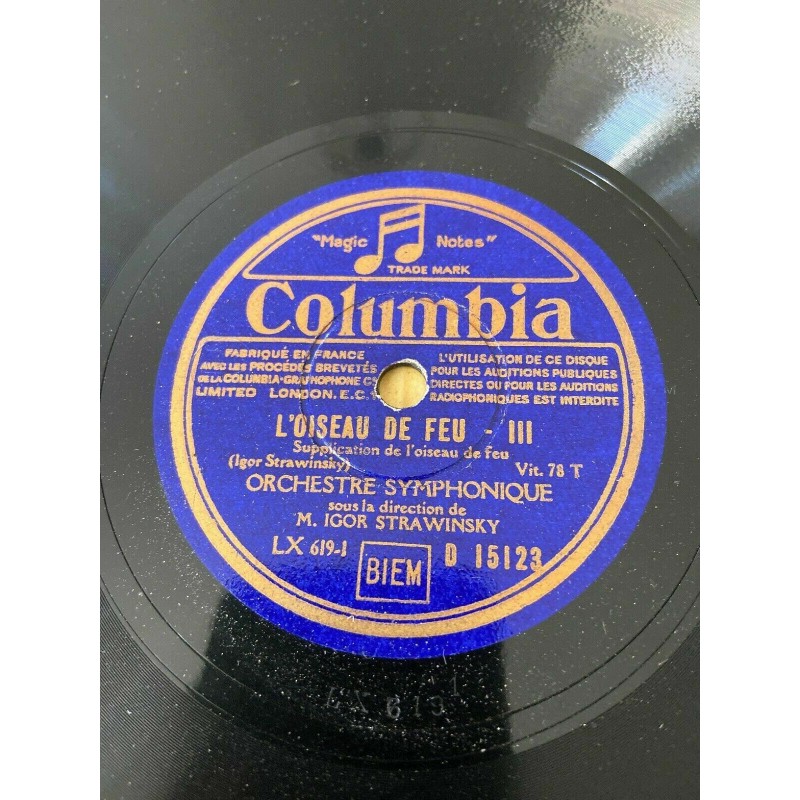 "Magic Notes"
TRADE MARK
Columbia
FABRIQUÉ EN FRANCE
AVEC LES PROCÉDÉS BREVETÉS
DE LA COLUMBIA-GRAPHOPHONE CY
LIMITED LONDON. E.C.1
L'UTILISATION DE CE DISQUE
POUR LES AUDITIONS PUBLIQUES
DIRECTES OU POUR LES AUDITIONS
RADIOPHONIQUES EST INTERDITE
L'OISEAU DE FEU - III
Supplication de l'oiseau de feu
(Igor Strawinsky) Vit. 78 T
ORCHESTRE SYMPHONIQUE
sous la direction de
M. IGOR STRAWINSKY
LX 619-1 BIEM D 15123